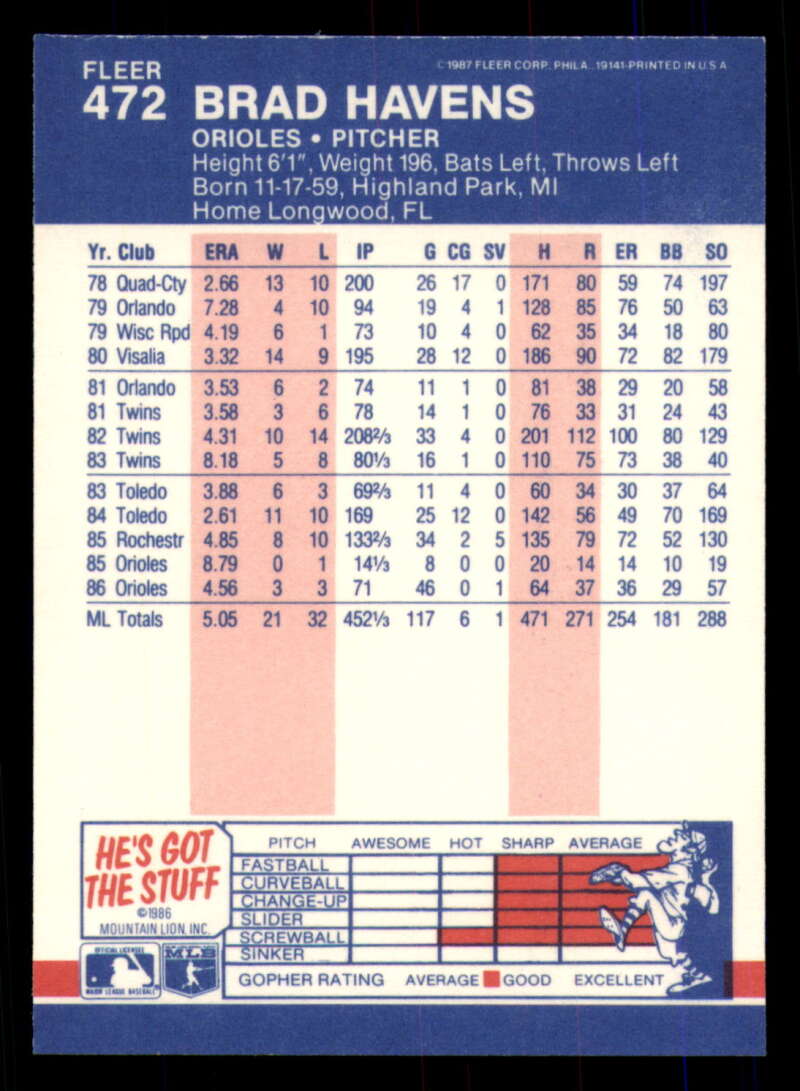 FLEER
©1987 FLEER CORP. PHILA., 19141-PRINTED IN U.S.A
472 BRAD HAVENS
ORIOLES • PITCHER
Height 6'1", Weight 196, Bats Left, Throws Left
Born 11-17-59, Highland Park, MI
Home Longwood, FL
Yr. Club ERA W L IP G CG SV H R ER BB SO
78 Quad-Cty 2.66 13 10 200 26 17 0 171 80 59 74 197
79 Orlando 7.28 4 10 94 19 4 1 128 85 76 50 63
79 Wisc Rpd 4.19 6 1 73 10 4 0 62 35 34 18 80
80 Visalia 3.32 14 9 195 28 12 0 186 90 72 82 179
81 Orlando 3.53 6 2 74 11 1 0 81 38 29 20 58
81 Twins 3.58 3 6 78 14 1 0 76 33 31 24 43
82 Twins 4.31 10 14 208⅔ 33 4 0 201 112 100 80 129
83 Twins 8.18 5 8 80⅓ 16 1 0 110 75 73 38 40
83 Toledo 3.88 6 3 69⅔ 11 4 0 60 34 30 37 64
84 Toledo 2.61 11 10 169 25 12 0 142 56 49 70 169
85 Rochestr 4.85 8 10 133⅔ 34 2 5 135 79 72 52 130
85 Orioles 8.79 0 1 14⅓ 8 0 0 20 14 14 10 19
86 Orioles 4.56 3 3 71 46 0 1 64 37 36 29 57
ML Totals 5.05 21 32 452⅓ 117 6 1 471 271 254 181 288
HE'S GOT
THE STUFF
©1986
MOUNTAIN LION, INC.
PITCH AWESOME HOT SHARP AVERAGE
FASTBALL
CURVEBALL
CHANGE-UP
SLIDER
SCREWBALL
SINKER
GOPHER RATING AVERAGE GOOD EXCELLENT
OFFICIAL LICENSEE
MAJOR LEAGUE BASEBALL
MLB